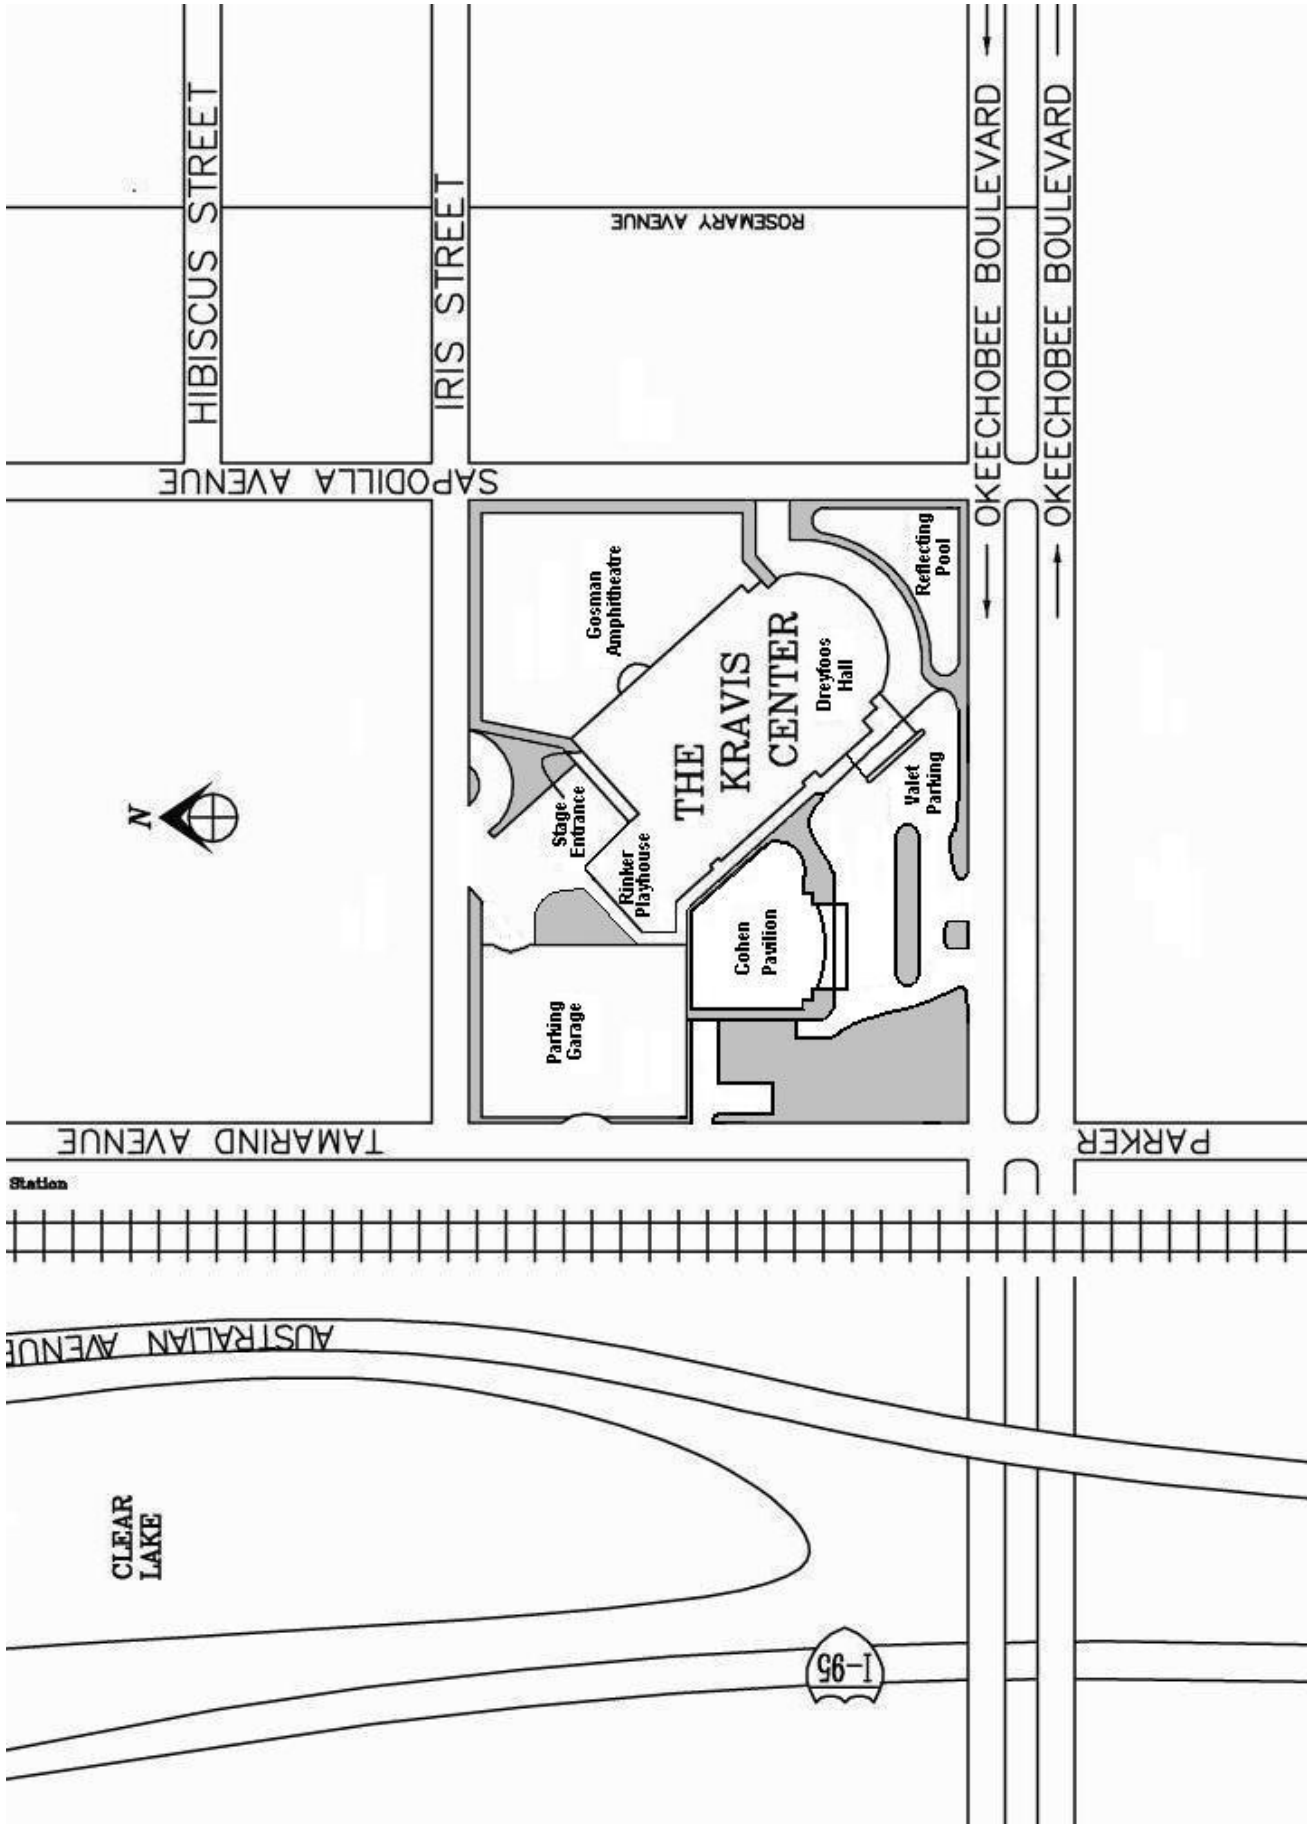 HIBISCUS STREET
IRIS STREET
ROSEMARY AVENUE
OKEECHOBEE BOULEVARD
OKEECHOBEE BOULEVARD
SAPODILLA AVENUE
Gosman
Amphitheatre
Reflecting
Pool
THE
KRAVIS
CENTER
Dreyfoos
Hall
N
Stage
Entrance
Rinker
Playhouse
Valet
Parking
Cohen
Pavilion
Parking
Garage
TAMARIND AVENUE
PARKER
Station
AUSTRALIAN AVENUE
CLEAR
LAKE
I-95